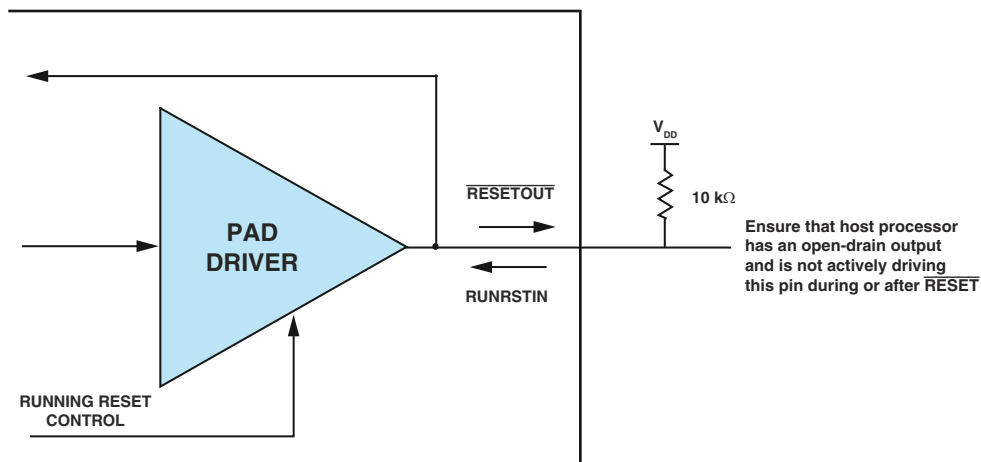 V_DD
RESETOUT
10 kΩ
PAD
DRIVER
Ensure that host processor
has an open-drain output
and is not actively driving
this pin during or after RESET
RUNRSTIN
RUNNING RESET
CONTROL